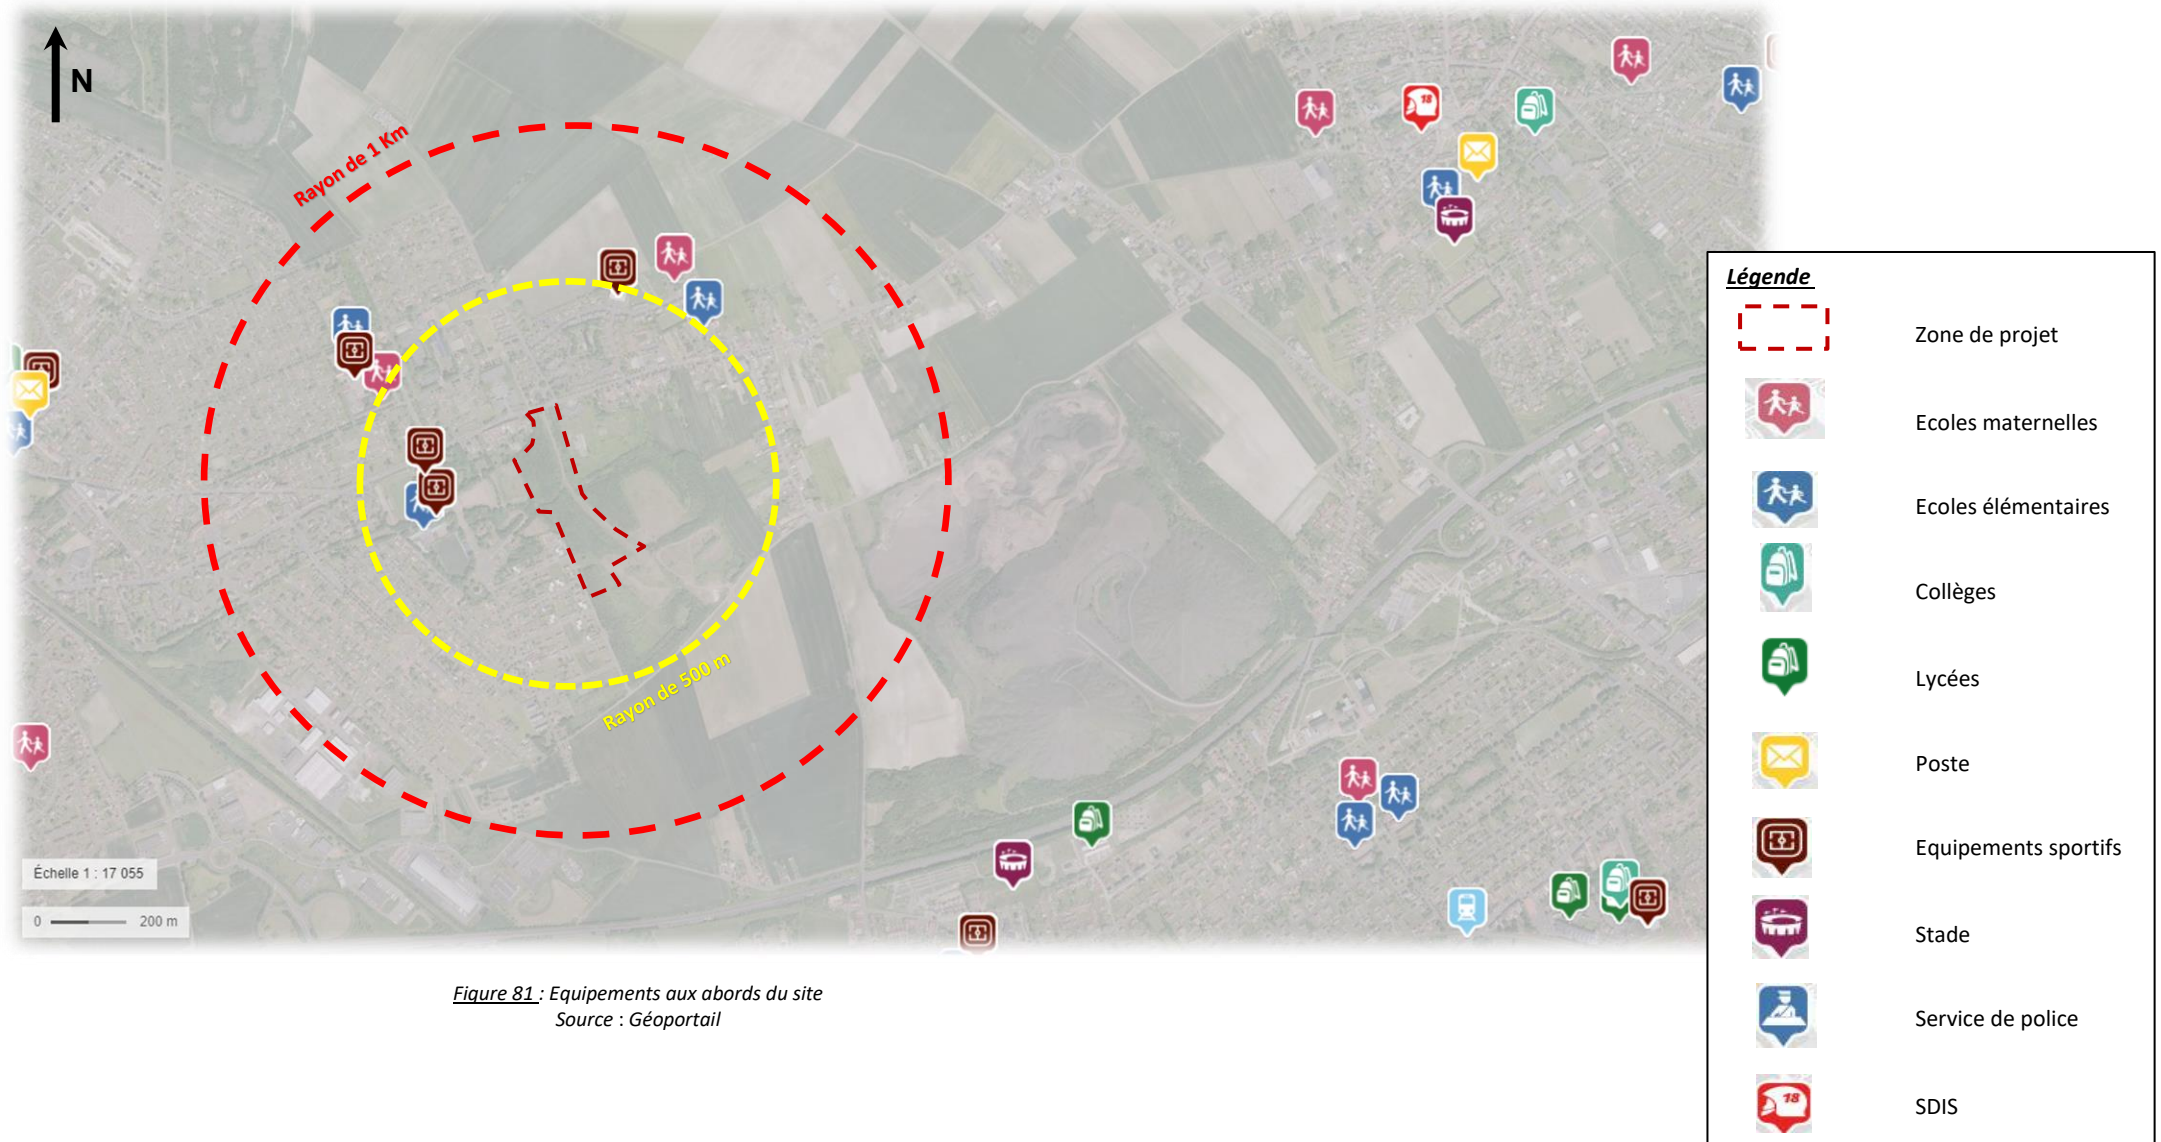 N
Rayon de 1 Km
18
Rayon de 500 m
Échelle 1 : 17 055
0 200 m
Légende
Zone de projet
Ecoles maternelles
Ecoles élémentaires
Collèges
Lycées
Poste
Equipements sportifs
Stade
Service de police
18
SDIS
Figure 81 : Equipements aux abords du site
Source : Géoportail